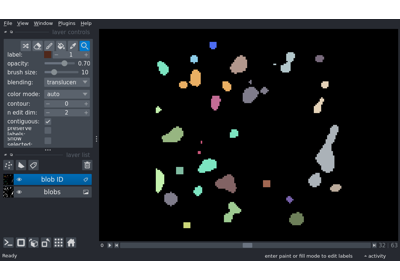 File View Window Plugins Help
layer controls
label: 1
opacity: 0.70
brush size: 10
blending: translucen
color mode: auto
contour: 0
n edit dim: 2
contiguous: ✓
preserve labels:
show selected:
layer list
blob ID
blobs
0 32 63
Ready enter paint or fill mode to edit labels activity